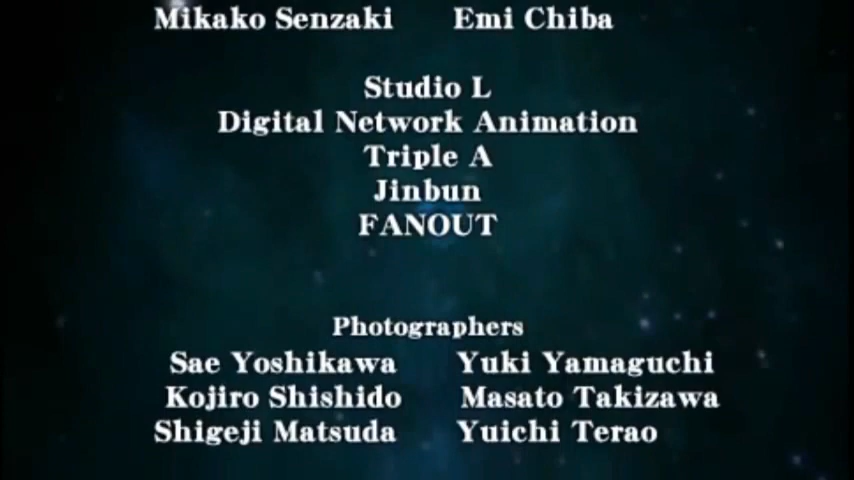 Mikako Senzaki Emi Chiba
Studio L
Digital Network Animation
Triple A
Jinbun
FANOUT
Photographers
Sae Yoshikawa Yuki Yamaguchi
Kojiro Shishido Masato Takizawa
Shigeji Matsuda Yuichi Terao